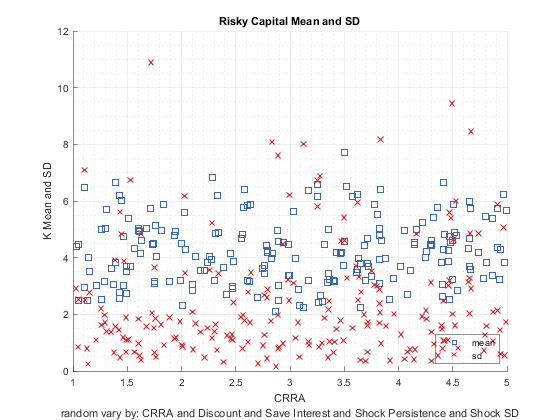 Risky Capital Mean and SD
K Mean and SD
12
10
8
6
4
2
0
mean
sd
1 1.5 2 2.5 3 3.5 4 4.5 5
CRRA
random vary by: CRRA and Discount and Save Interest and Shock Persistence and Shock SD